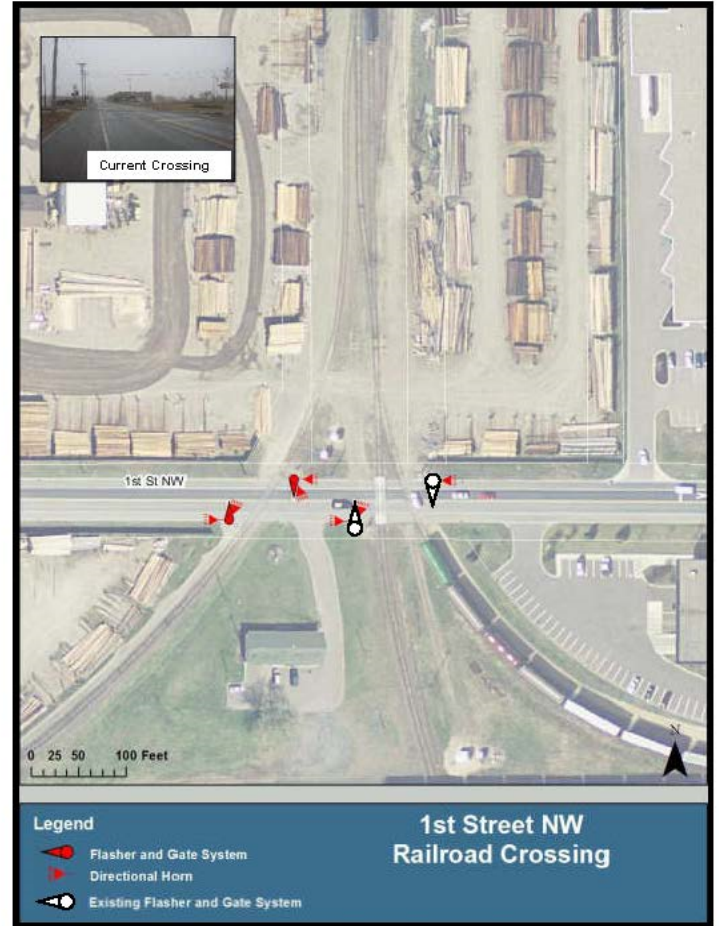 Current Crossing
1st St NW
N
0 25 50 100 Feet
Legend
Flasher and Gate System
Directional Horn
Existing Flasher and Gate System
1st Street NW
Railroad Crossing